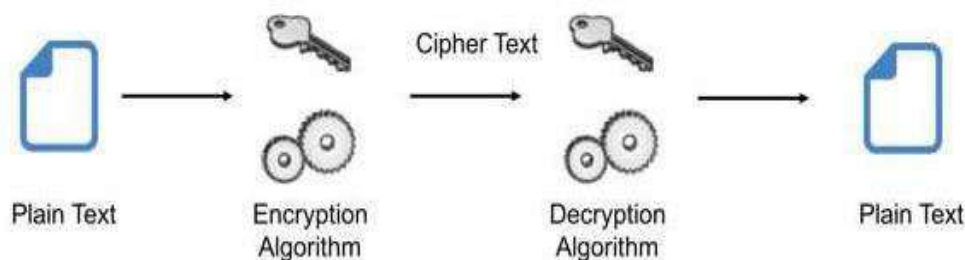 Cipher Text
Plain Text
Encryption
Algorithm
Decryption
Algorithm
Plain Text